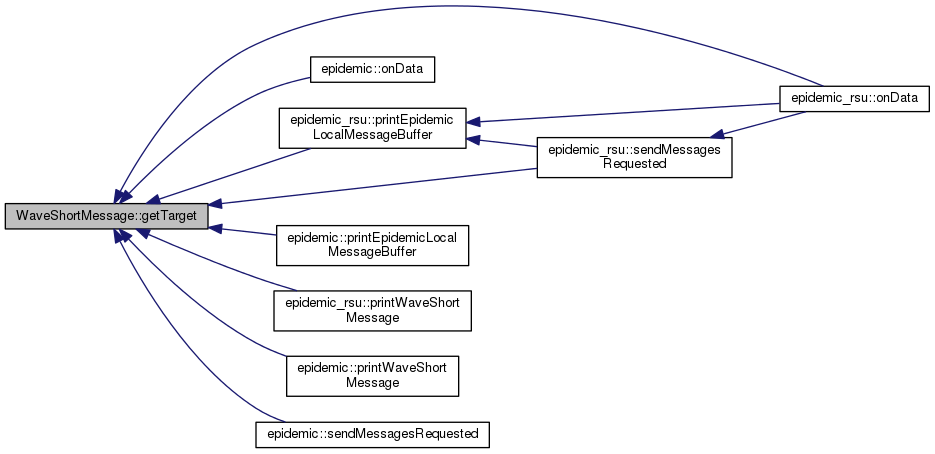 epidemic::onData
epidemic_rsu::onData
epidemic_rsu::printEpidemic
LocalMessageBuffer
epidemic_rsu::sendMessages
Requested
WaveShortMessage::getTarget
epidemic::printEpidemicLocal
MessageBuffer
epidemic_rsu::printWaveShort
Message
epidemic::printWaveShort
Message
epidemic::sendMessagesRequested